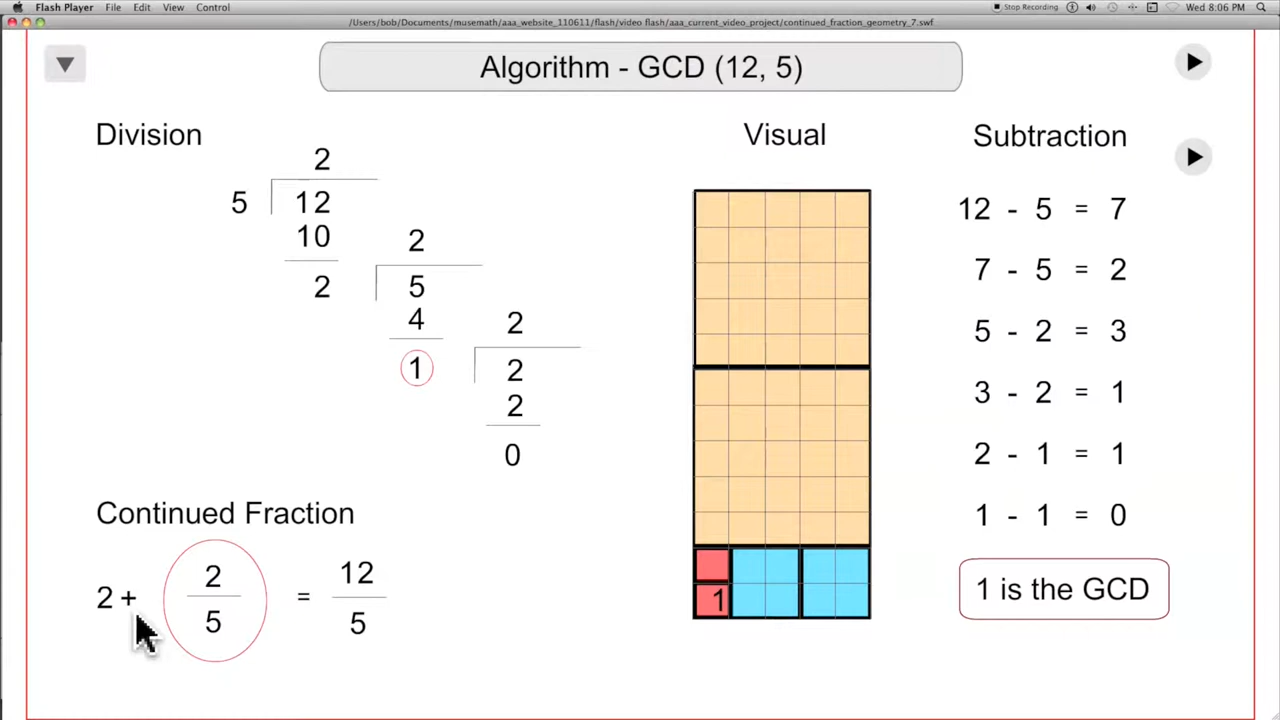 Flash Player File Edit View Control
Stop Recording Wed 8:06 PM
/Users/bob/Documents/musemath/aaa_website_110611/flash/video flash/aaa_current_video_project/continued_fraction_geometry_7.swf
Algorithm - GCD (12, 5)
Division
2
5 12
10
2
2
5
4
1
2
2
2
0
Continued Fraction
2 + 2/5 = 12/5
Visual
1
Subtraction
12 - 5 = 7
7 - 5 = 2
5 - 2 = 3
3 - 2 = 1
2 - 1 = 1
1 - 1 = 0
1 is the GCD